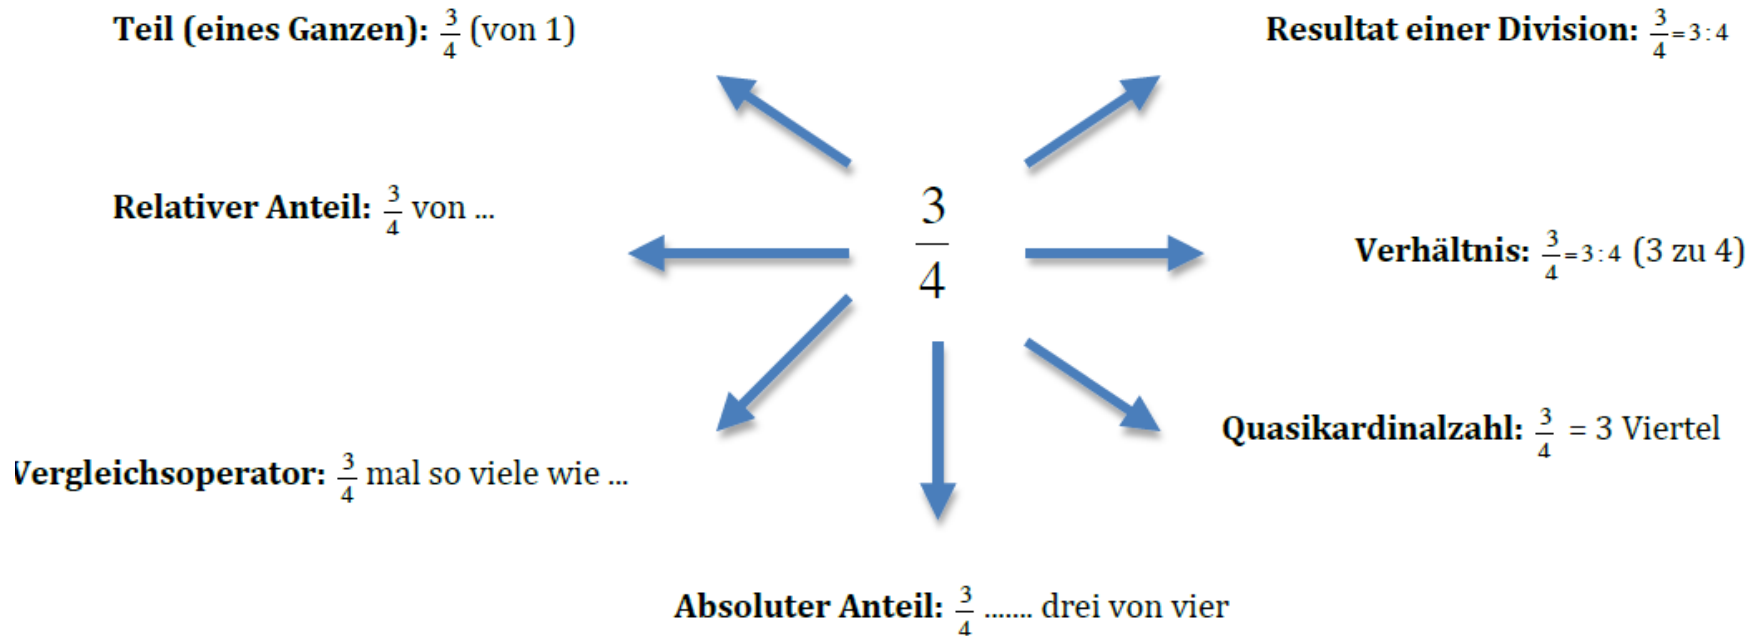 Teil (eines Ganzen): 3/4 (von 1)
Resultat einer Division: 3/4 = 3 : 4
Relativer Anteil: 3/4 von ...
3/4
Verhältnis: 3/4 = 3 : 4 (3 zu 4)
Vergleichsoperator: 3/4 mal so viele wie ...
Quasikardinalzahl: 3/4 = 3 Viertel
Absoluter Anteil: 3/4 ....... drei von vier